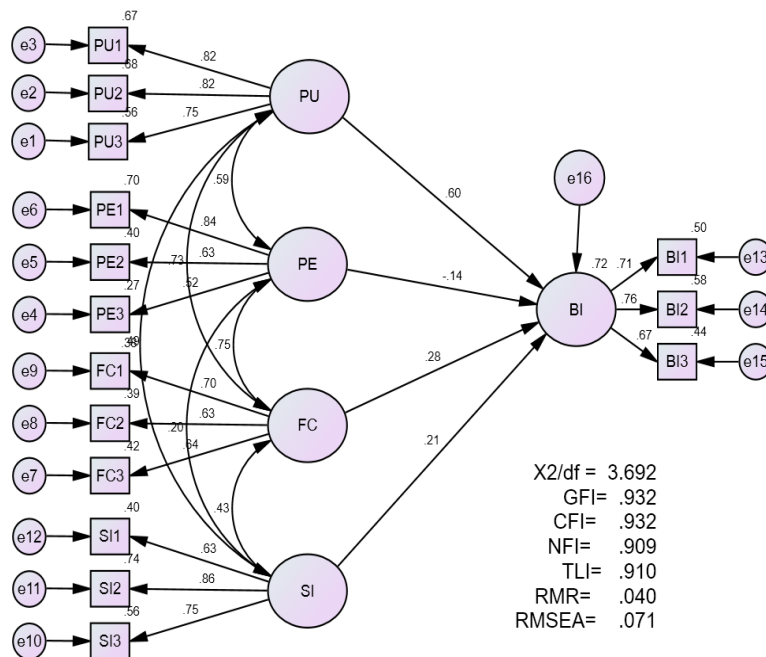 .67
e3 PU1
.82
.68
e2 PU2 .82 PU
.56
e1 PU3 .75
.59
e16
.60
.70
e6 PE1 .84
.40
e5 PE2 .63 PE
.73
.27 .52
e4 PE3
-.14
.72 .71 BI1 .50 e13
BI .76 BI2 .58 e14
.67 BI3 .44 e15
.49
e9 FC1 .75
.70
.28
.39
e8 FC2 .63 FC
.20 .64
.42
e7 FC3
.21
.43
.40
e12 SI1 .63
.74
e11 SI2 .86 SI
.56 .75
e10 SI3
X2/df = 3.692
GFI= .932
CFI= .932
NFI= .909
TLI= .910
RMR= .040
RMSEA= .071